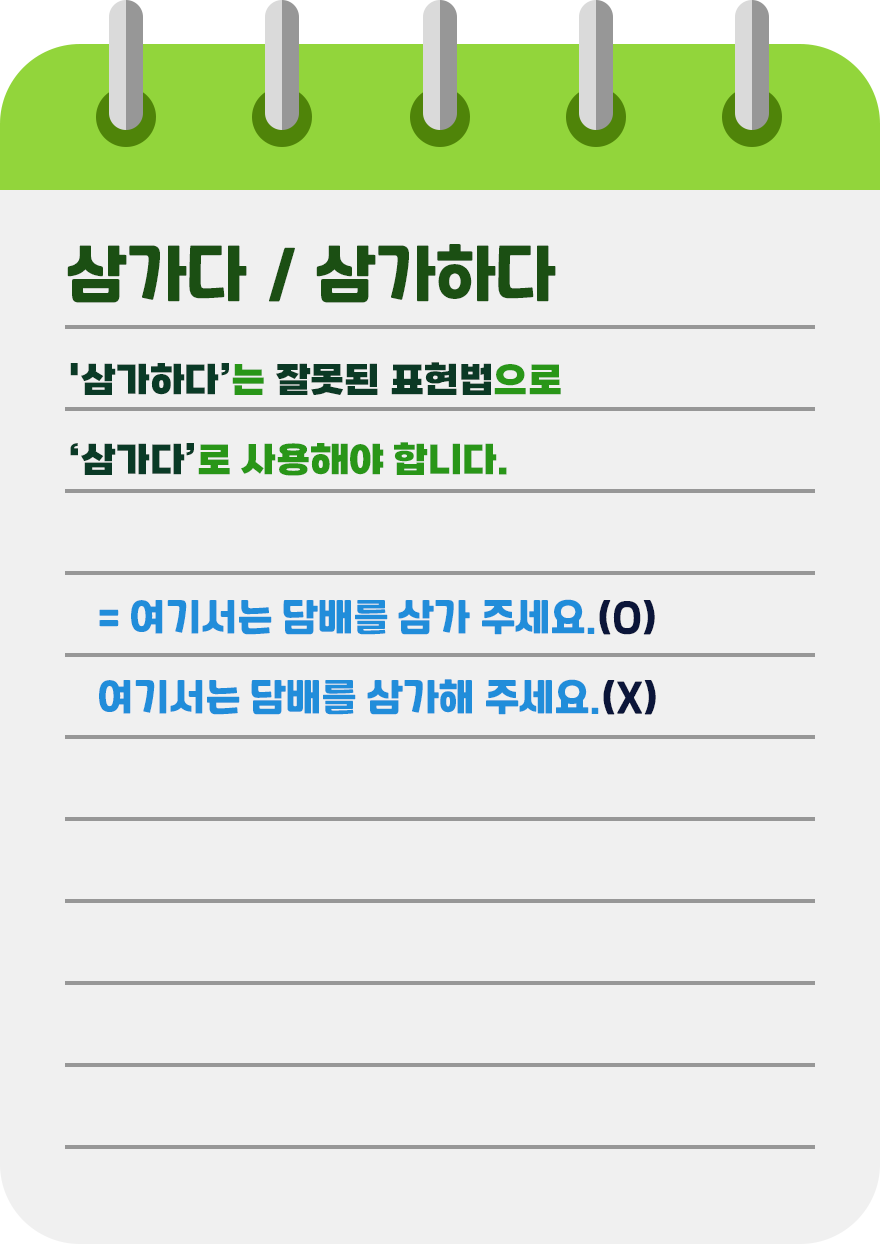 삼가다 / 삼가하다
'삼가하다’는 잘못된 표현법으로
‘삼가다’로 사용해야 합니다.
= 여기서는 담배를 삼가 주세요.(O)
여기서는 담배를 삼가해 주세요.(X)